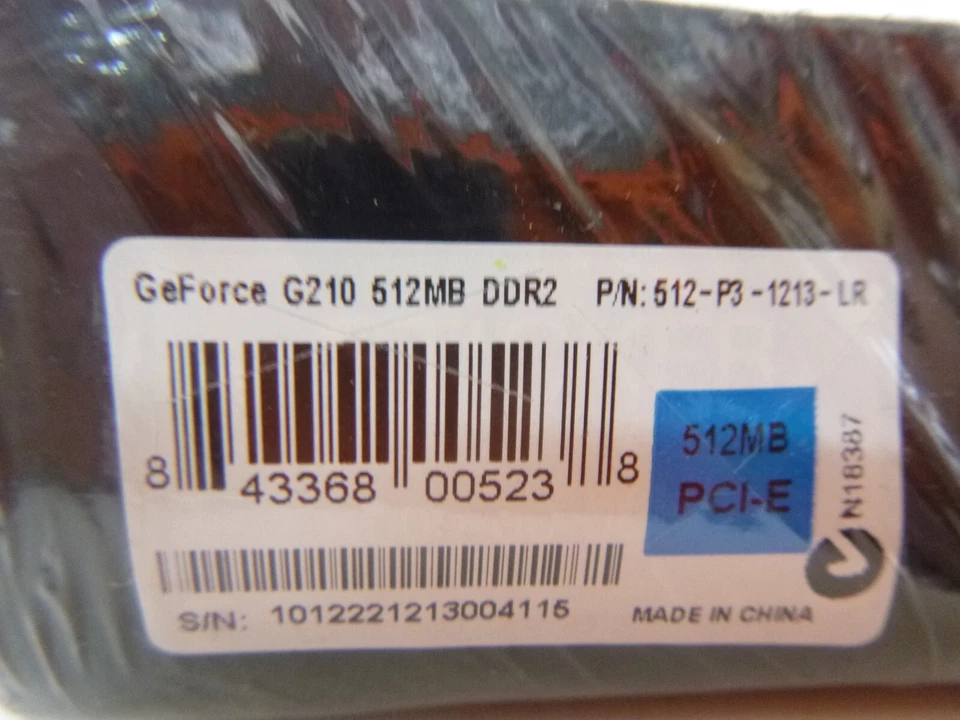 GeForce G210 512MB DDR2 P/N: 512-P3-1213-LR
8 43368 00523 8
512MB
PCI-E
N18387
S/N: 1012221213004115
MADE IN CHINA